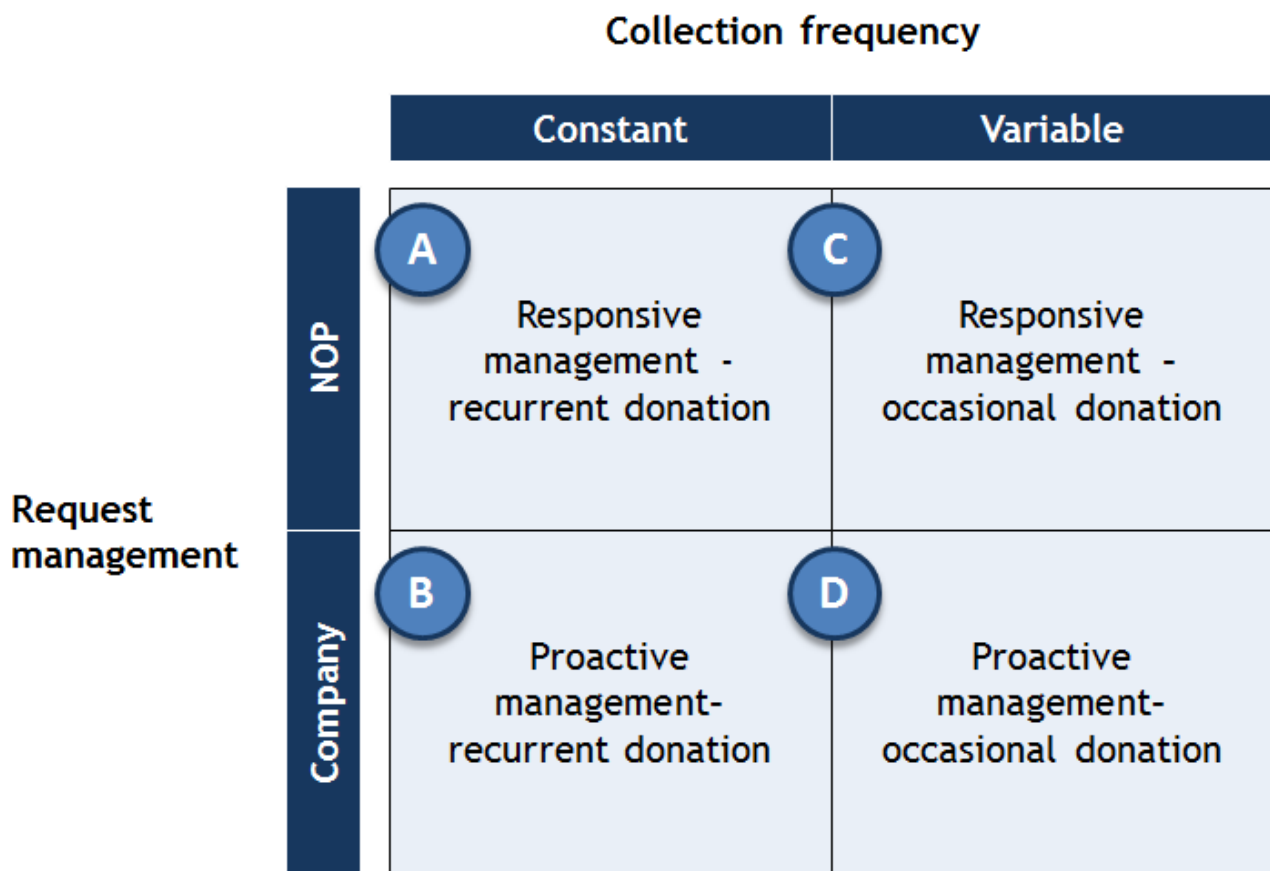 Collection frequency
Constant
Variable
NOP
A
Responsive
management -
recurrent donation
C
Responsive
management –
occasional donation
Request
management
Company
B
Proactive
management–
recurrent donation
D
Proactive
management–
occasional donation